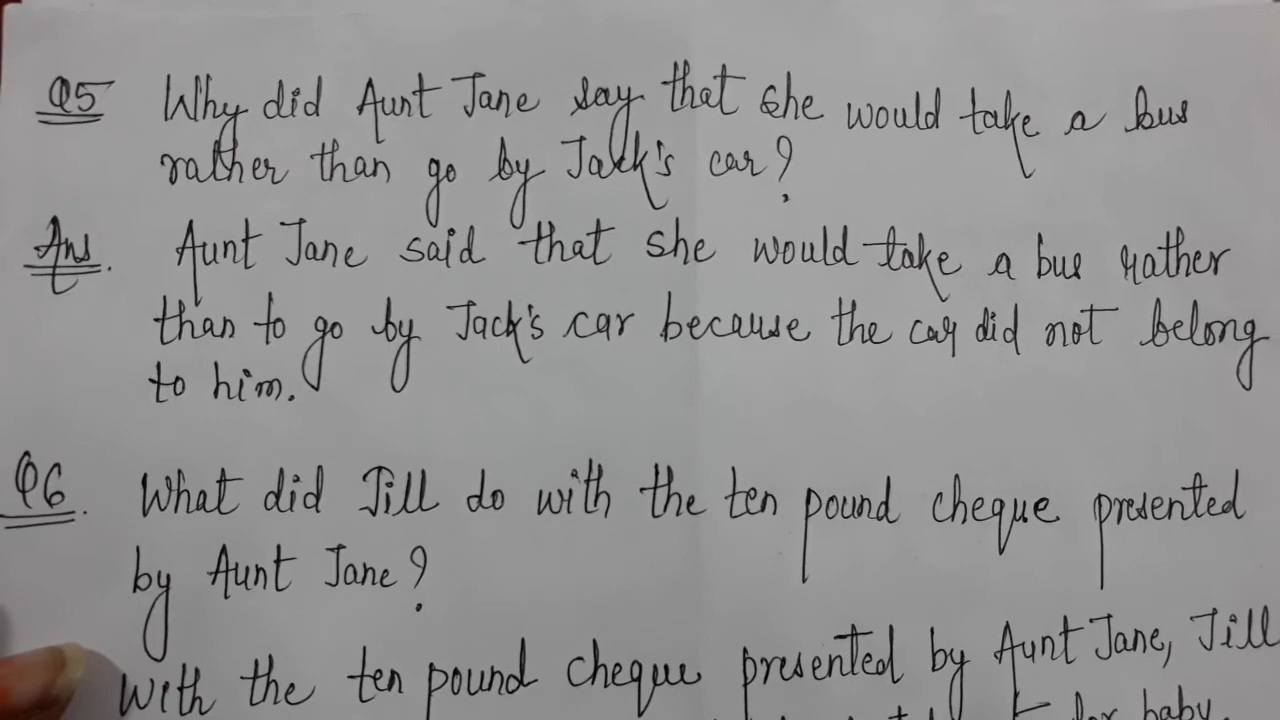 Q5 Why did Aunt Jane say that she would take a bus
rather than go by Jack's car?
Ans. Aunt Jane said that she would take a bus rather
than to go by Jack's car because the car did not belong
to him.
Q6. What did Jill do with the ten pound cheque presented
by Aunt Jane?
With the ten pound cheque presented by Aunt Jane, Jill
for baby.